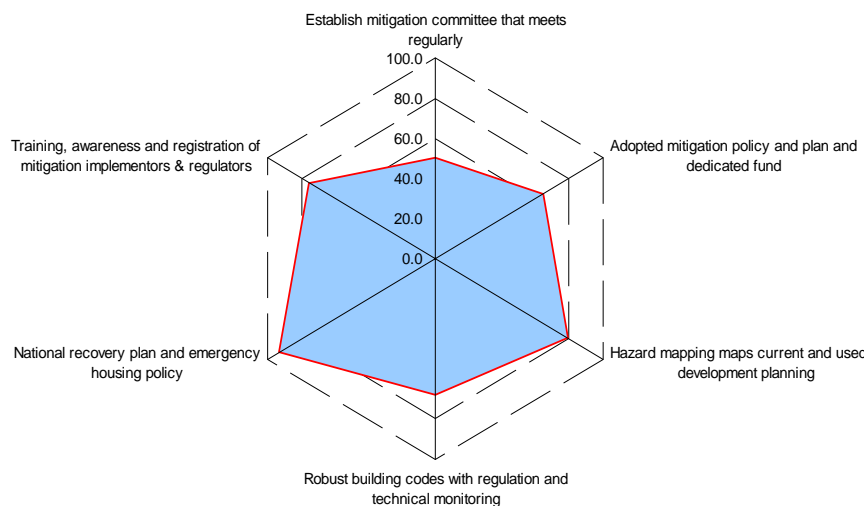 Establish mitigation committee that meets
regularly
100.0
80.0
60.0
40.0
20.0
0.0
Adopted mitigation policy and plan and
dedicated fund
Hazard mapping maps current and used
development planning
Robust building codes with regulation and
technical monitoring
National recovery plan and emergency
housing policy
Training, awareness and registration of
mitigation implementors & regulators